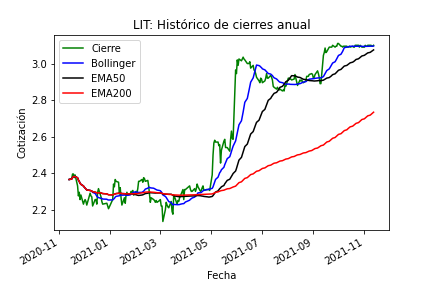 LIT: Histórico de cierres anual
Cierre
Bollinger
EMA50
EMA200
Cotización
3.0
2.8
2.6
2.4
2.2
2020-11
2021-01
2021-03
2021-05
2021-07
2021-09
2021-11
Fecha